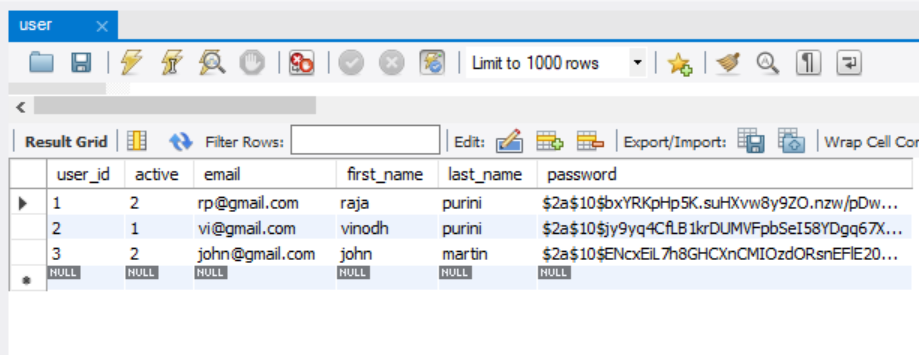 user
Limit to 1000 rows
Result Grid Filter Rows: Edit: Export/Import: Wrap Cell Con
user_id active email first_name last_name password
1 2 rp@gmail.com raja purini $2a$10$bxYRKpHp5K.suHXvw8y9ZO.nzw/pDw...
2 1 vi@gmail.com vinodh purini $2a$10$jy9yq4CfLB1krDUMVFpbSeI58YDgq67X...
3 2 john@gmail.com john martin $2a$10$ENcxEiL7h8GHCXnCMIOzdORsnEFlE20...
NULL NULL NULL NULL NULL NULL